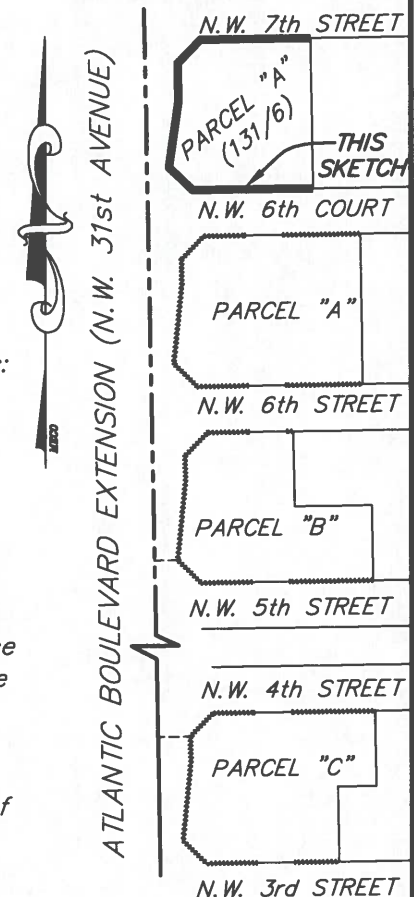 N.W. 7th STREET
PARCEL "A"
(131/6)
THIS
SKETCH
N.W. 6th COURT
PARCEL "A"
N.W. 6th STREET
PARCEL "B"
N.W. 5th STREET
N.W. 4th STREET
PARCEL "C"
N.W. 3rd STREET
ATLANTIC BOULEVARD EXTENSION (N.W. 31st AVENUE)